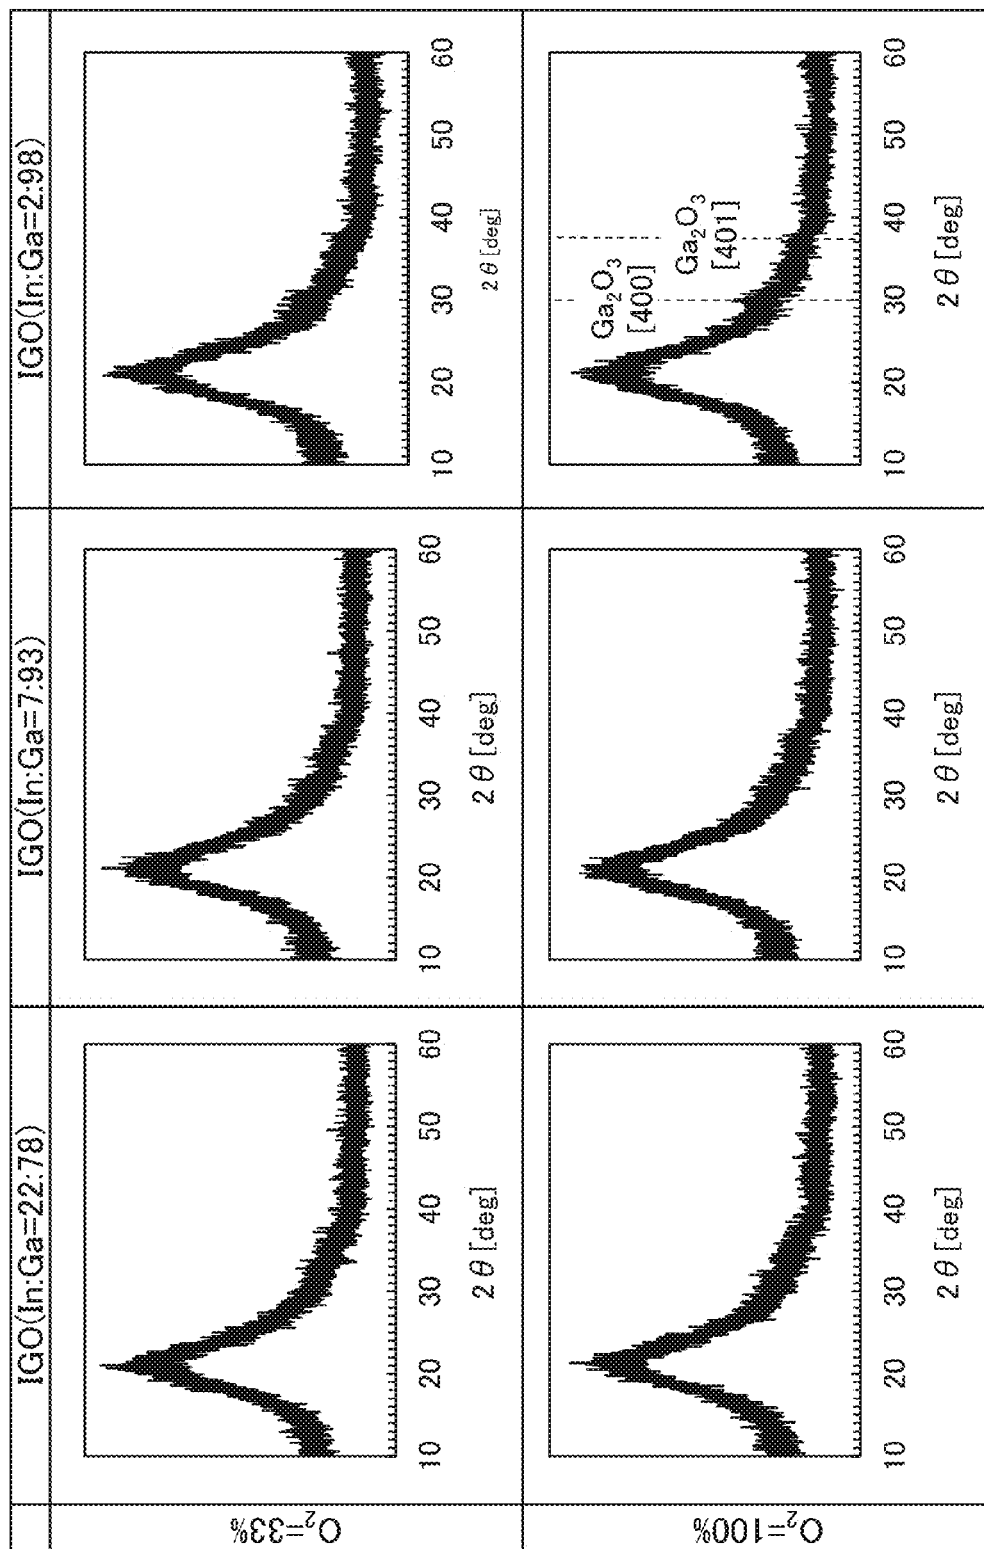 IGO(In:Ga=22:78)
IGO(In:Ga=7:93)
IGO(In:Ga=2:98)
O2=33%
10 20 30 40 50 60
2θ[deg]
10 20 30 40 50 60
2θ[deg]
10 20 30 40 50 60
2θ[deg]
O2=100%
10 20 30 40 50 60
2θ[deg]
10 20 30 40 50 60
2θ[deg]
Ga2O3
[400]
Ga2O3
[401]
10 20 30 40 50 60
2θ[deg]